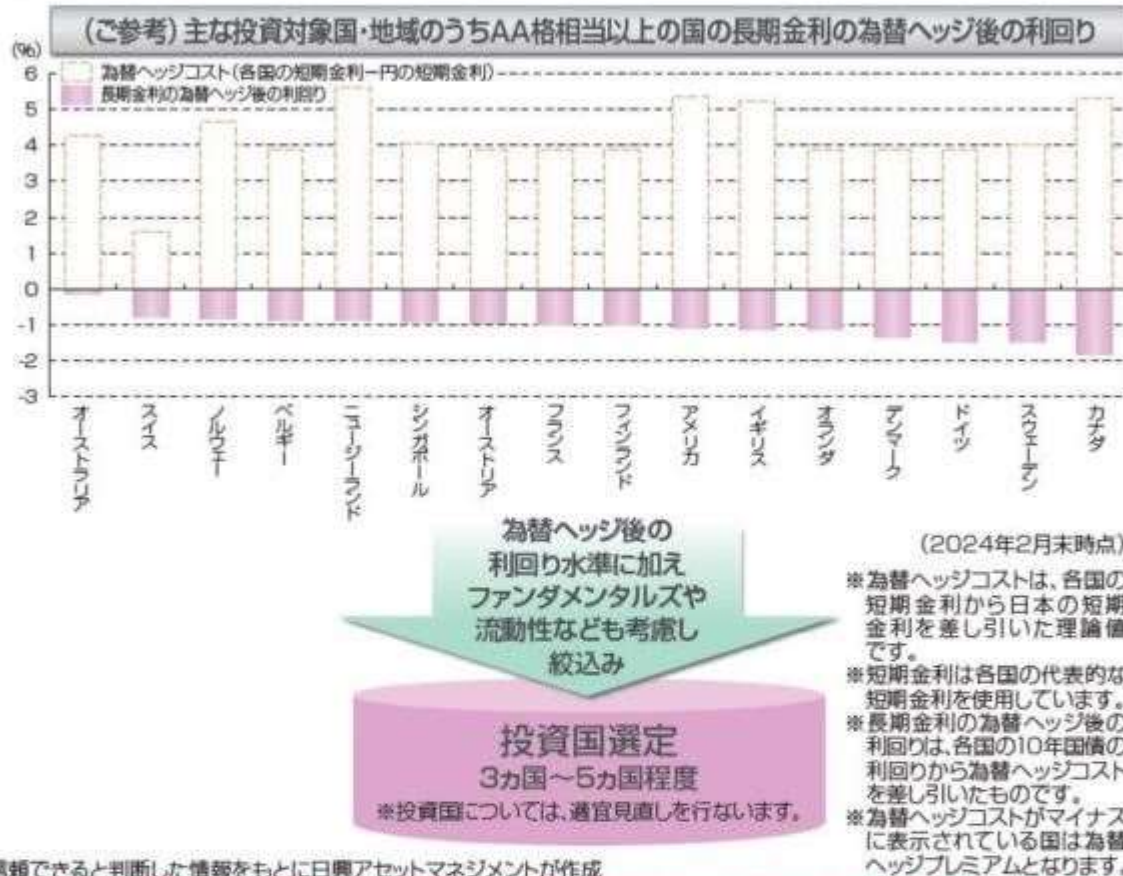 (ご参考)主な投資対象国・地域のうちAA格相当以上の国の長期金利の為替ヘッジ後の利回り
(%)
為替ヘッジコスト(各国の短期金利ー円の短期金利)
長期金利の為替ヘッジ後の利回り
6
5
4
3
2
1
0
-1
-2
-3
オーストラリア
スイス
ノルウェー
ベルギー
ニュージーランド
シンガポール
オーストリア
フランス
フィンランド
アメリカ
イギリス
オランダ
デンマーク
ドイツ
スウェーデン
カナダ
為替ヘッジ後の
利回り水準に加え
ファンダメンタルズや
流動性なども考慮し
絞込み
投資国選定
3ヵ国～5ヵ国程度
※投資国については、適宜見直しを行ないます。
(2024年2月末時点)
※為替ヘッジコストは、各国の
短期金利から日本の短期
金利を差し引いた理論値
です。
※短期金利は各国の代表的な
短期金利を使用しています。
※長期金利の為替ヘッジ後の
利回りは、各国の10年国債の
利回りから為替ヘッジコスト
を差し引いたものです。
※為替ヘッジコストがマイナス
に表示されている国は為替
ヘッジプレミアムとなります。
頼できると判断した情報をもとに日興アセットマネジメントが作成